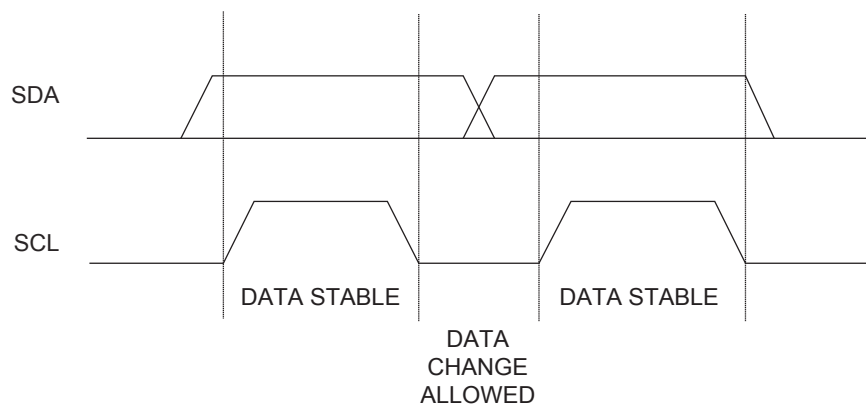 SDA
SCL
DATA STABLE
DATA STABLE
DATA
CHANGE
ALLOWED